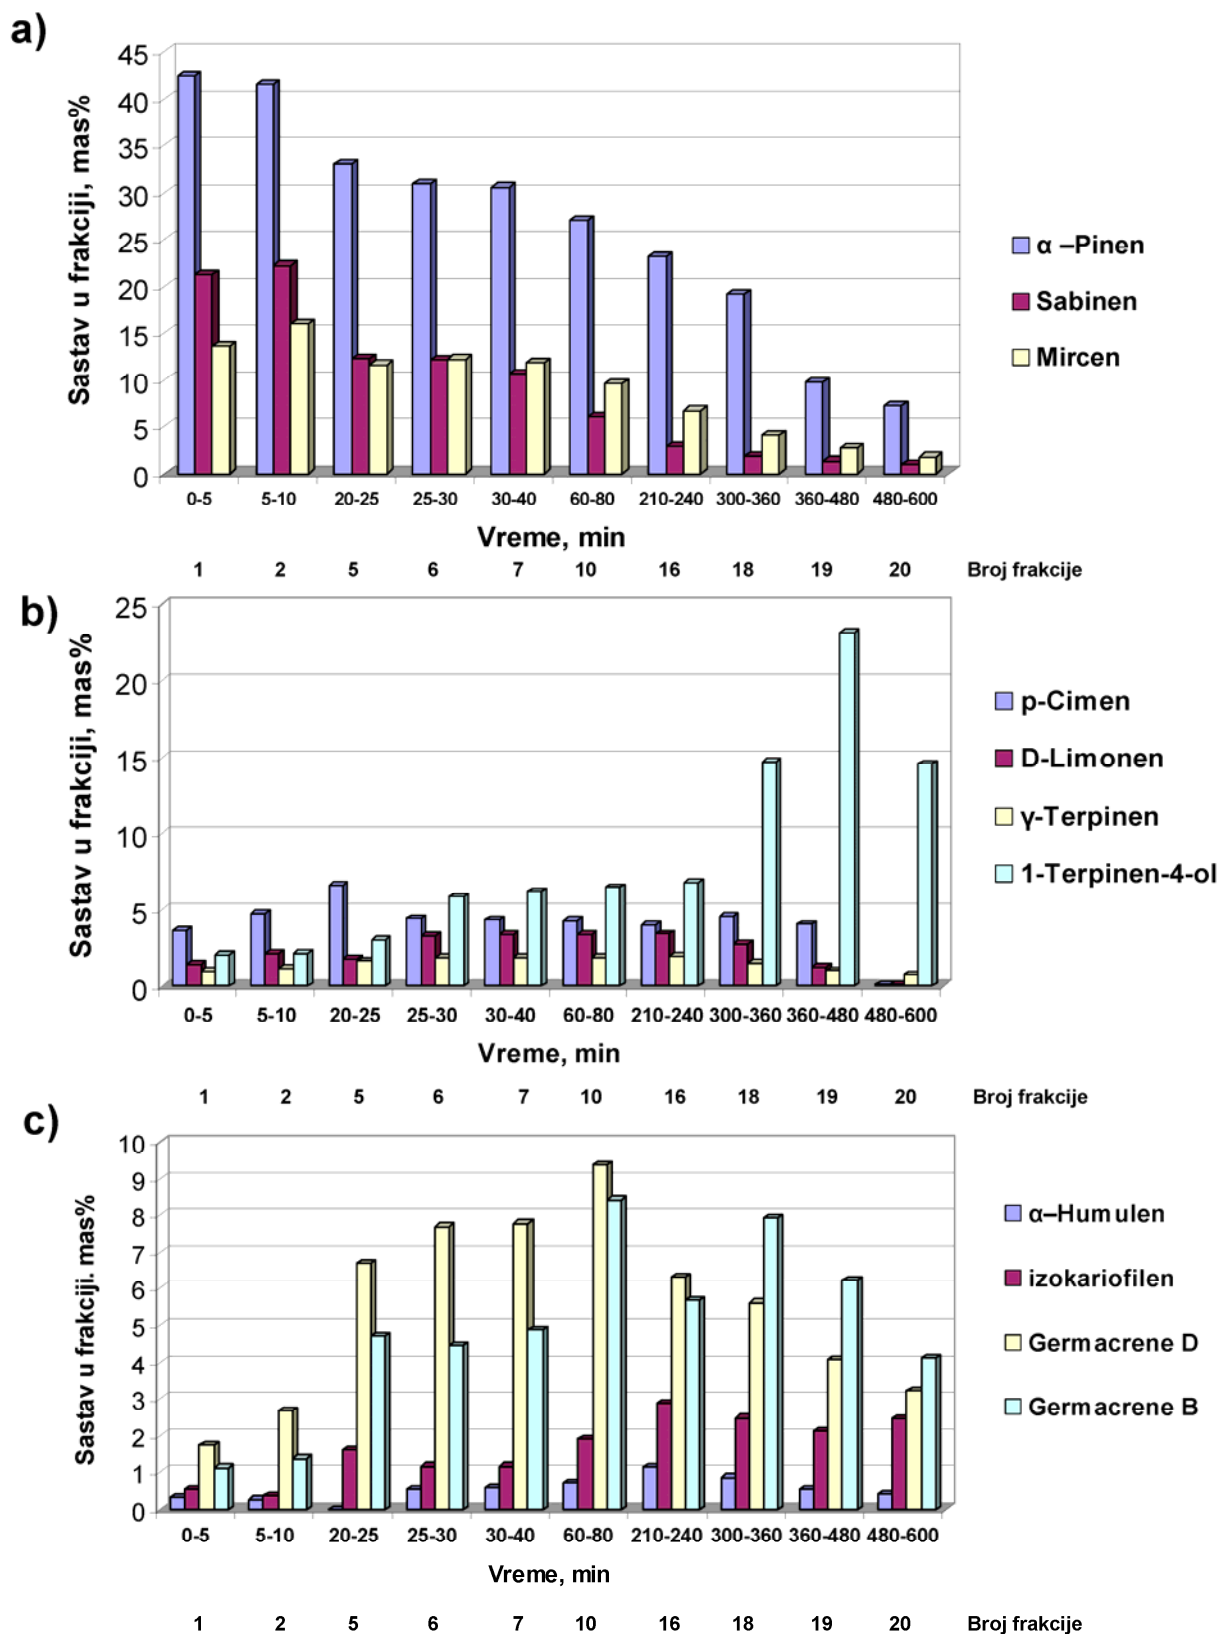 a)
Sastav u frakciji, mas%
45
40
35
30
25
20
15
10
5
0
0-5 5-10 20-25 25-30 30-40 60-80 210-240 300-360 360-480 480-600
Vreme, min
1 2 5 6 7 10 16 18 19 20 Broj frakcije
α –Pinen
Sabinen
Mircen
b)
Sastav u frakciji, mas%
25
20
15
10
5
0
0-5 5-10 20-25 25-30 30-40 60-80 210-240 300-360 360-480 480-600
Vreme, min
1 2 5 6 7 10 16 18 19 20 Broj frakcije
p-Cimen
D-Limonen
γ-Terpinen
1-Terpinen-4-ol
c)
Sastav u frakciji. mas%
10
9
8
7
6
5
4
3
2
1
0
0-5 5-10 20-25 25-30 30-40 60-80 210-240 300-360 360-480 480-600
Vreme, min
1 2 5 6 7 10 16 18 19 20 Broj frakcije
α–Humulen
izokariofilen
Germacrene D
Germacrene B